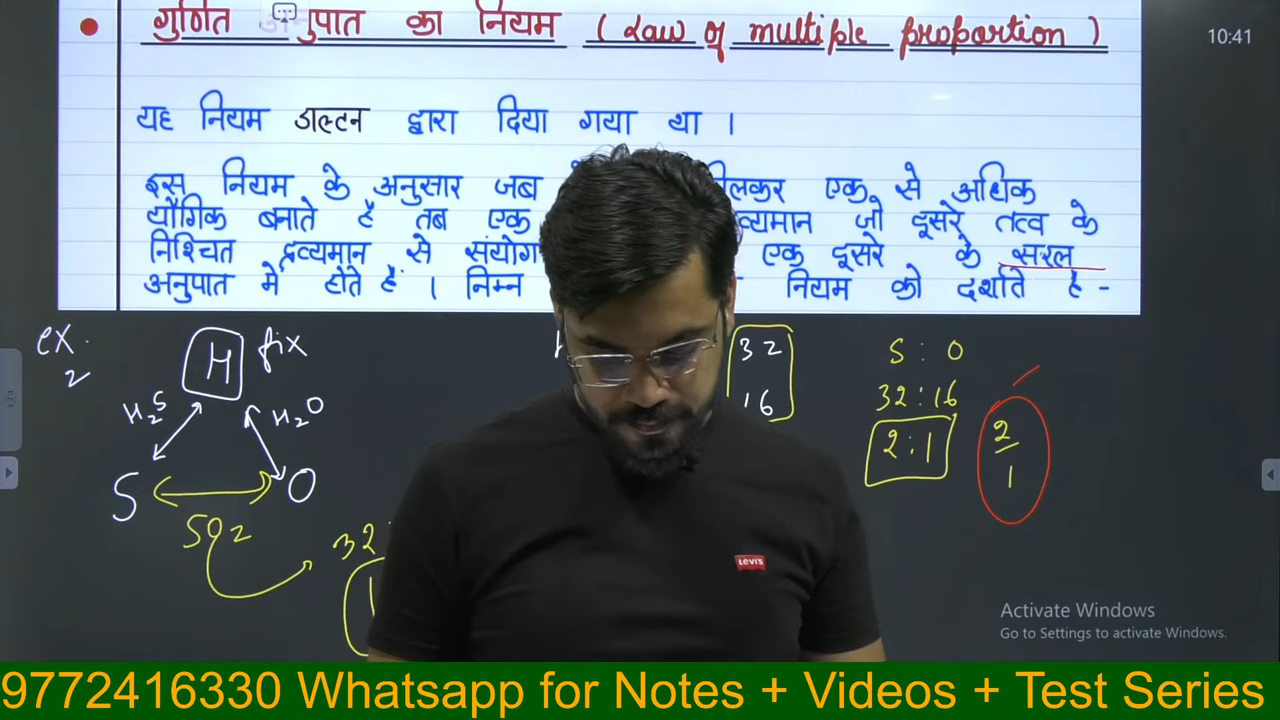 गुणित नुपात का नियम ( Law of multiple proportion )
10:41
यह नियम डाल्टन द्वारा दिया गया था ।
इस नियम के अनुसार जब मिलकर एक से अधिक
यौगिक बनाते है तब एक द्रव्यमान जो दूसरे तत्व के
निश्चित द्रव्यमान से संयोग एक दूसरे के सरल
अनुपात मे होते है । निम्न नियम को दर्शाते है -
ex. 2
H fix
H₂S
H₂O
S
O
SO₂
32
32
16
S : O
32 : 16
2 : 1
2
1
Levi's
Activate Windows
Go to Settings to activate Windows.
9772416330 Whatsapp for Notes + Videos + Test Series